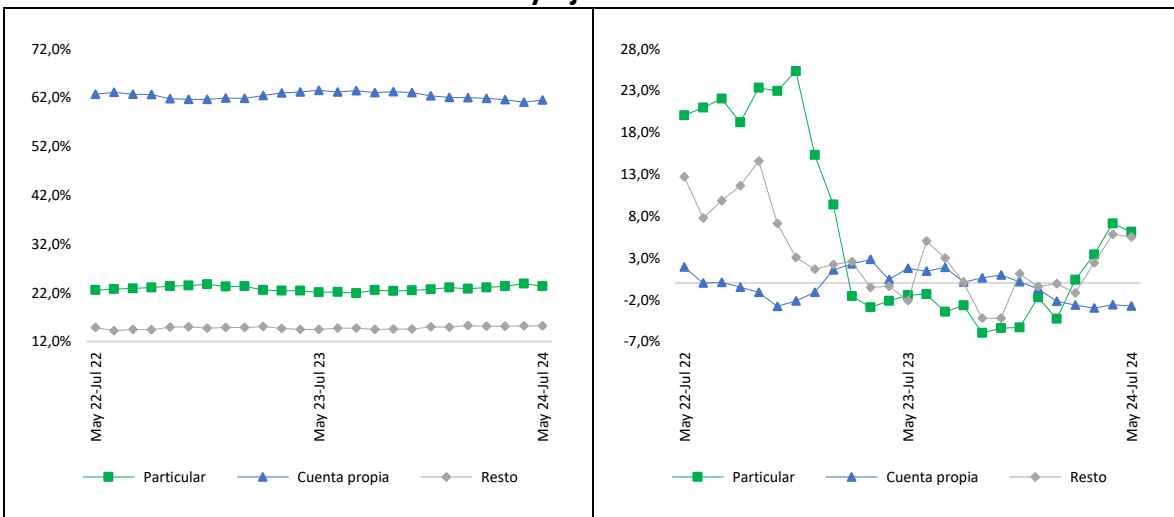 72,0%
62,0%
52,0%
42,0%
32,0%
22,0%
12,0%
May 22-Jul 22
May 23-Jul 23
May 24-Jul 24
Particular Cuenta propia Resto
28,0%
23,0%
18,0%
13,0%
8,0%
3,0%
-2,0%
-7,0%
May 22-Jul 22
May 23-Jul 23
May 24-Jul 24
Particular Cuenta propia Resto